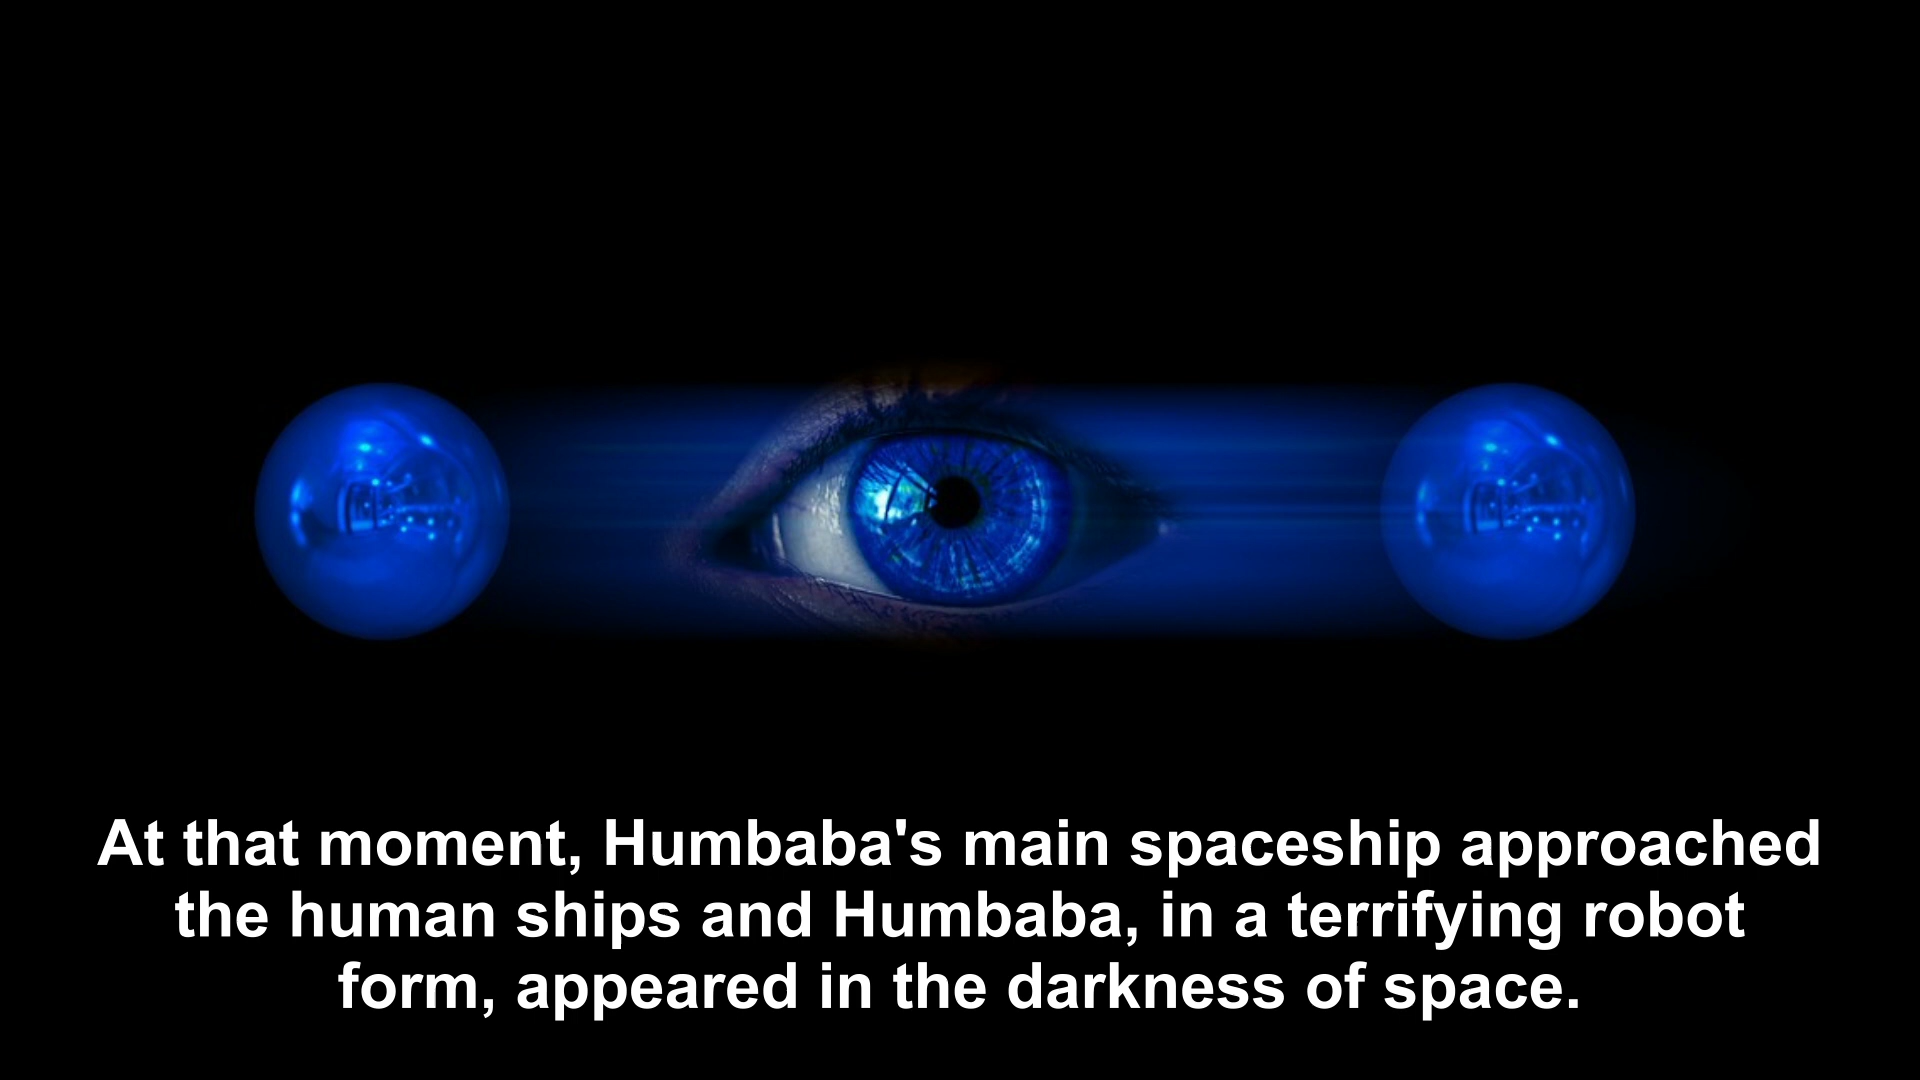 At that moment, Humbaba's main spaceship approached
the human ships and Humbaba, in a terrifying robot
form, appeared in the darkness of space.